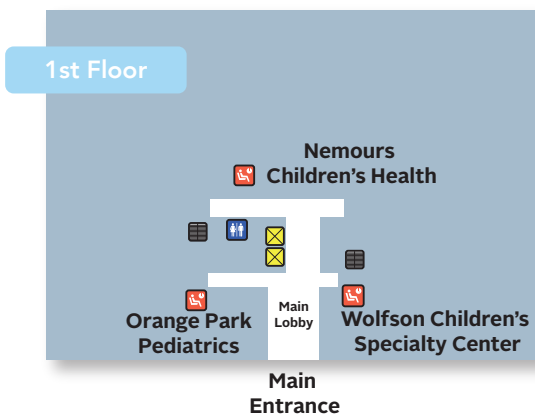 1st Floor
Nemours
Children's Health
Main
Lobby
Orange Park
Pediatrics
Wolfson Children's
Specialty Center
Main
Entrance